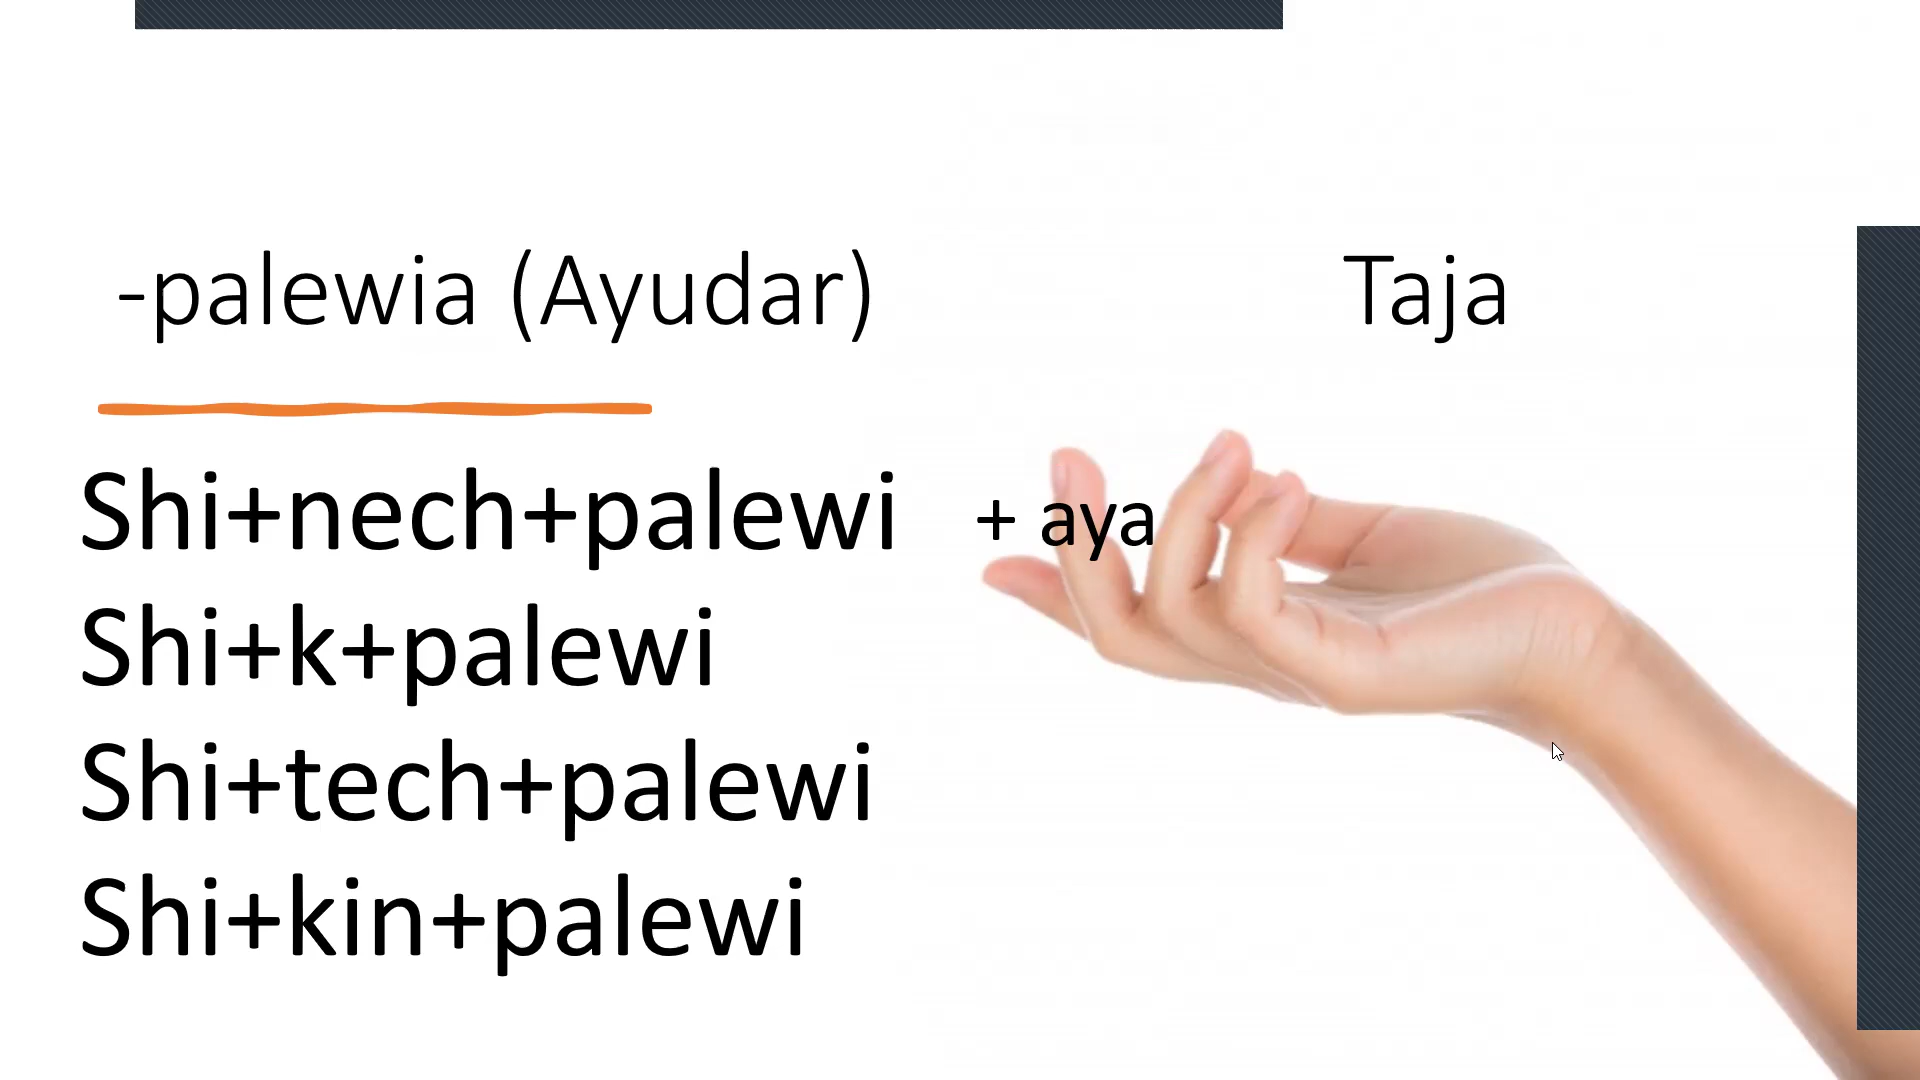 -palewia (Ayudar)
Taja
Shi+nech+palewi + aya
Shi+k+palewi
Shi+tech+palewi
Shi+kin+palewi